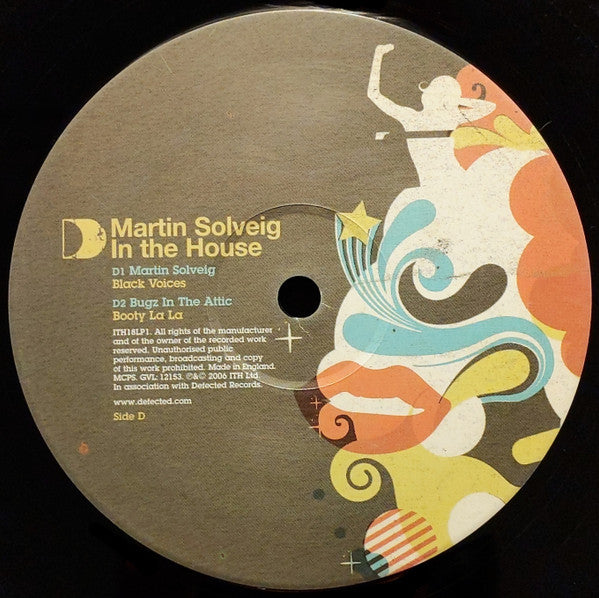 Martin Solveig
In the House
D1 Martin Solveig
Black Voices
D2 Bugz In The Attic
Booty La La
ITH18LP1. All rights of the manufacturer
and of the owner of the recorded work
reserved. Unauthorised public
performance, broadcasting and copy
of this work prohibited. Made in England.
MCPS. GVL: 12153. ℗&© 2006 ITH Ltd.
In association with Defected Records.
www.defected.com
Side D